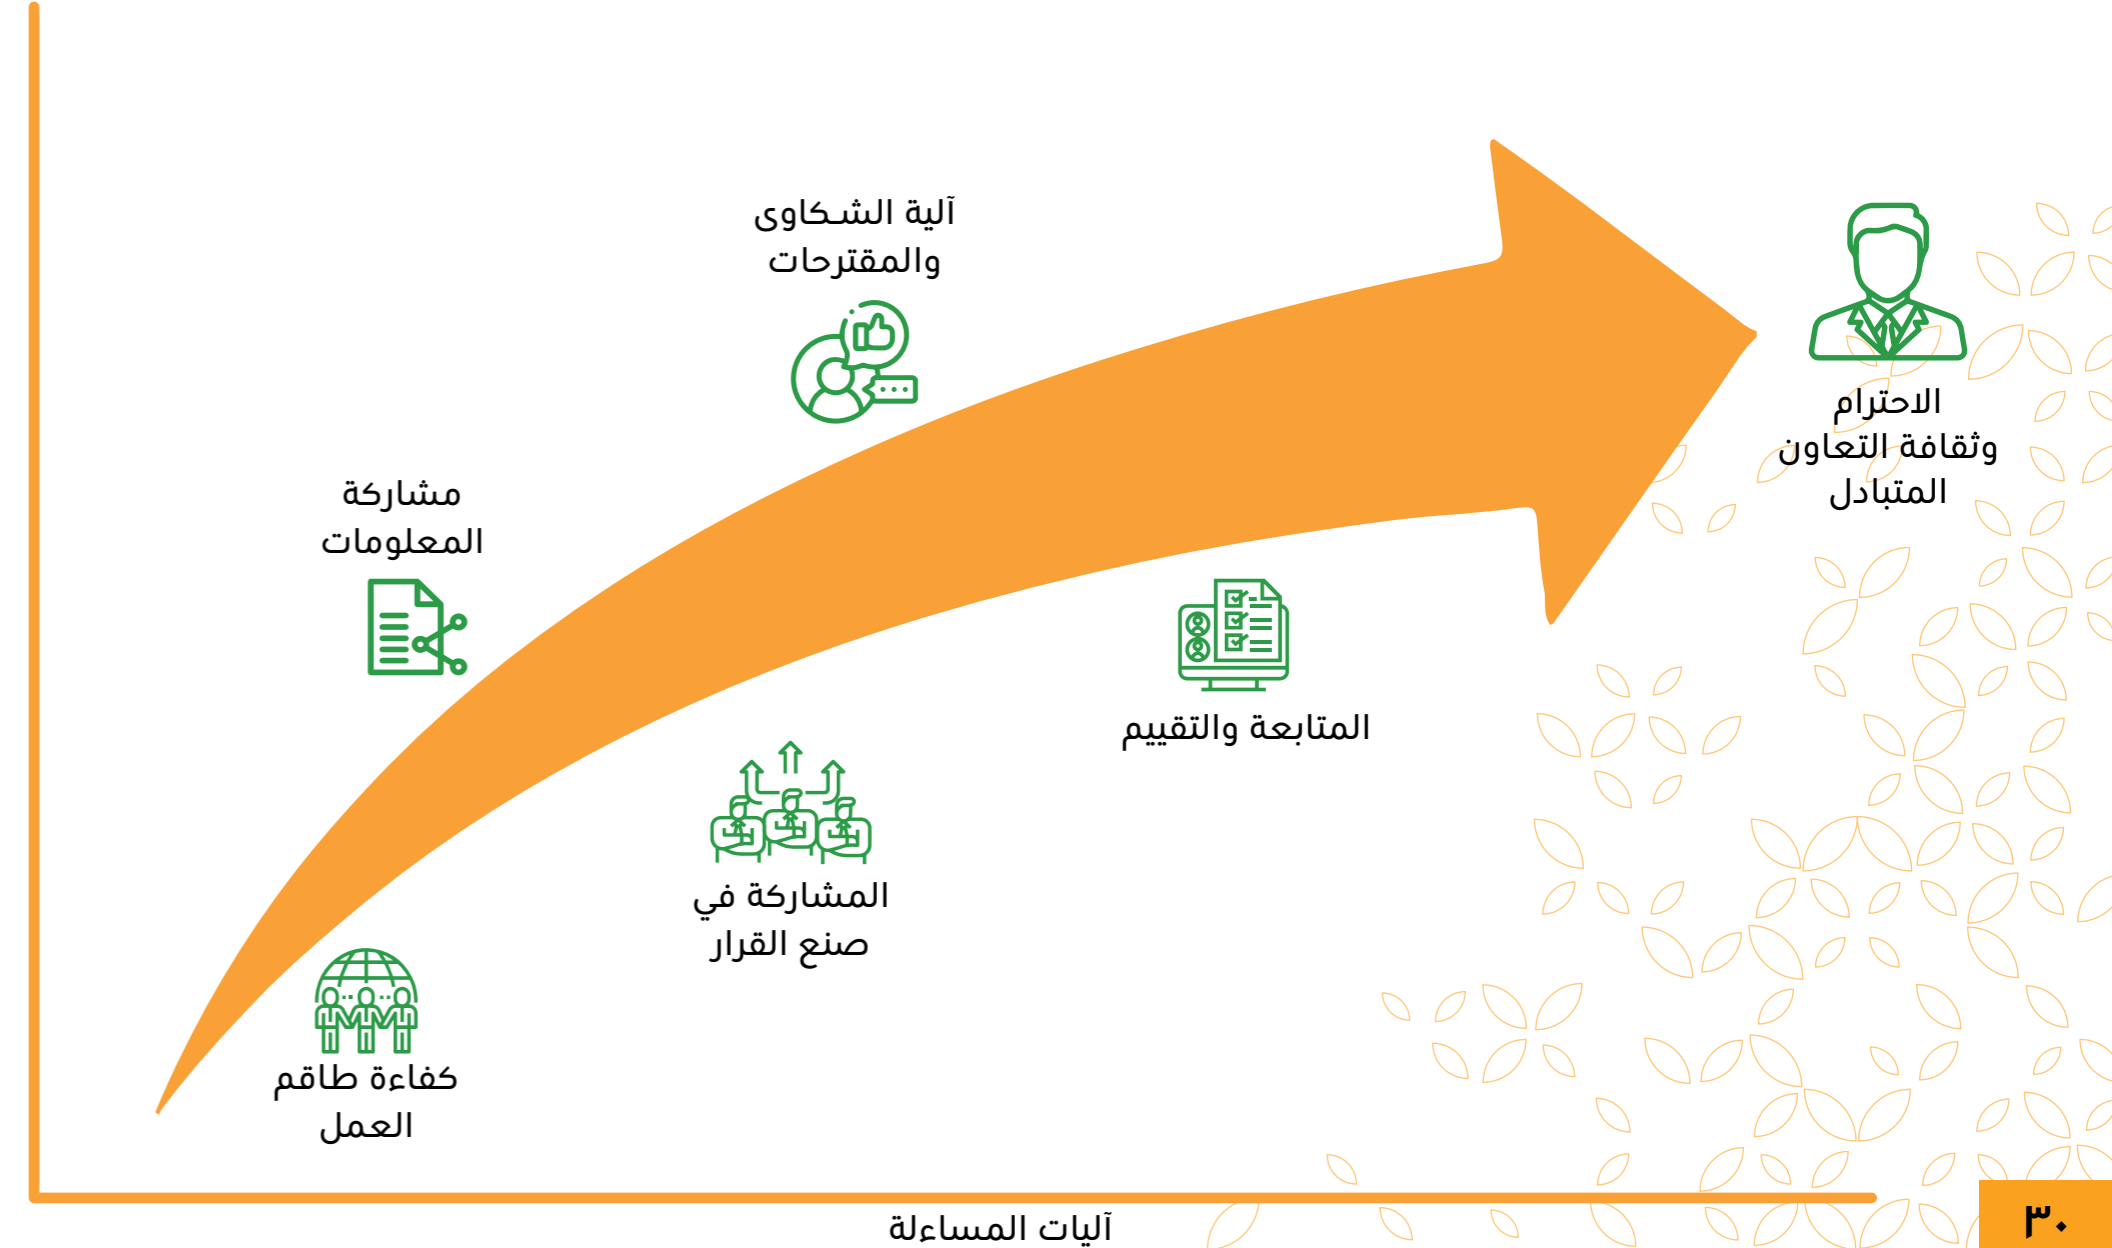 آلية الشكاوى
والمقترحات
الاحترام
وثقافة التعاون
المتبادل
مشاركة
المعلومات
المتابعة والتقييم
المشاركة في
صنع القرار
كفاءة طاقم
العمل
آليات المساءلة
٣٠